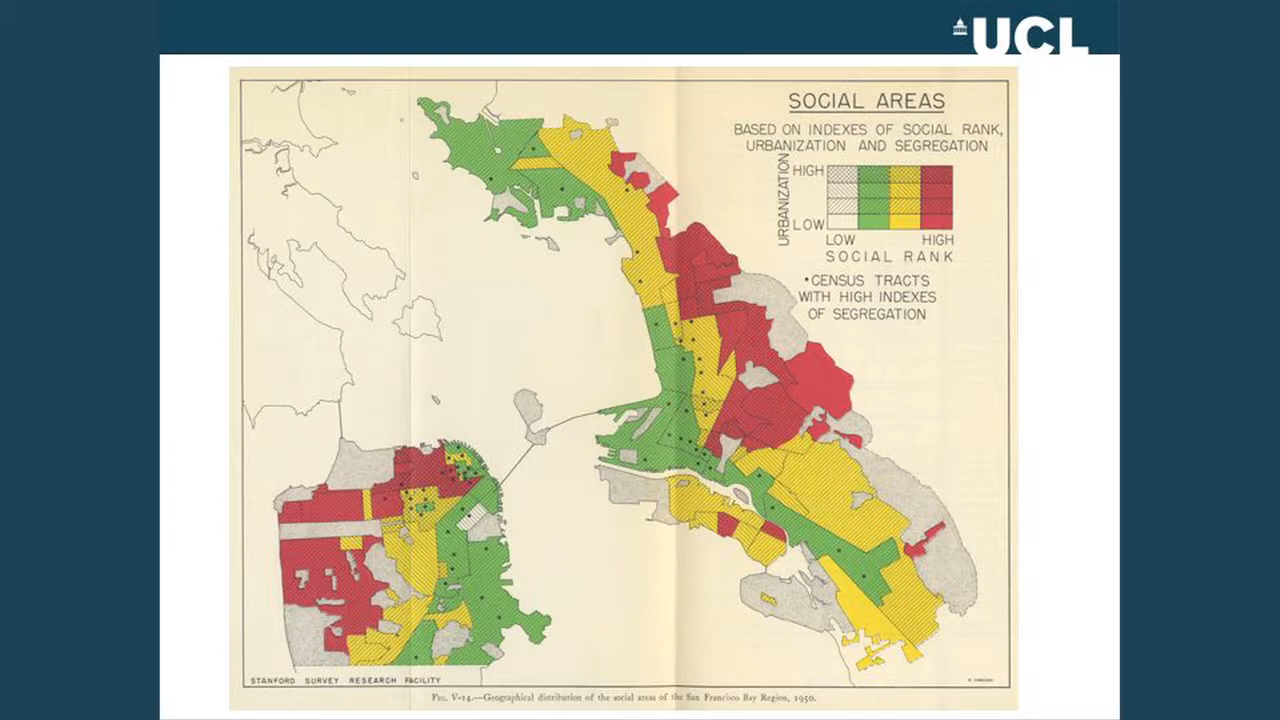 UCL
SOCIAL AREAS
BASED ON INDEXES OF SOCIAL RANK,
URBANIZATION AND SEGREGATION
URBANIZATION
HIGH
LOW
LOW HIGH
SOCIAL RANK
•CENSUS TRACTS
WITH HIGH INDEXES
OF SEGREGATION
STANFORD SURVEY RESEARCH FACILITY
Fig. V-14.—Geographical distribution of the social areas of the San Francisco Bay Region, 1950.